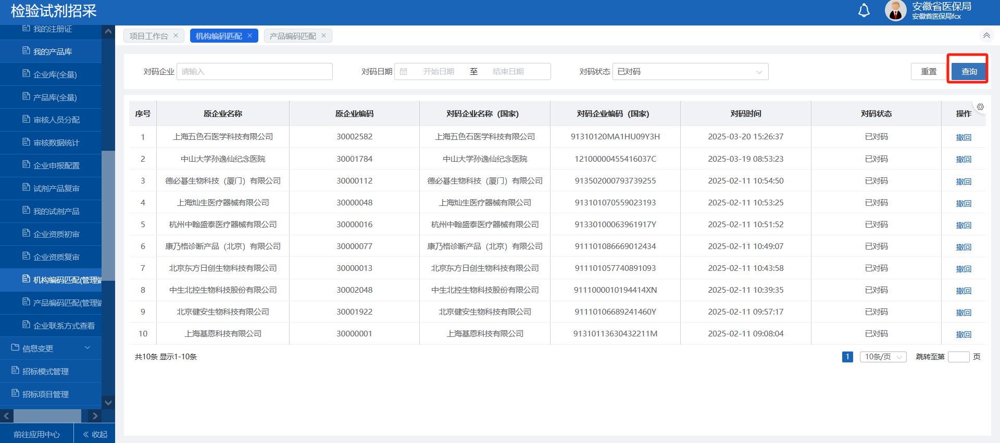 检验试剂招采
安徽省医保局
安徽省医保局fcx
我的注册证
我的产品库
企业库(全量)
产品库(全量)
审核人员分配
审核数据统计
企业申报配置
试剂产品复审
我的试剂产品
企业资质初审
企业资质复审
机构编码匹配(管理端
产品编码匹配(管理端
企业联系方式查看
信息变更
招标模式管理
招标项目管理
前往应用中心 收起
项目工作台 机构编码匹配 产品编码匹配
对码企业 请输入 对码日期 开始日期 至 结束日期 对码状态 已对码 重置 查询
序号 原企业名称 原企业编码 对码企业名称（国家） 对码企业编码（国家） 对码时间 对码状态 操作
1 上海五色石医学科技有限公司 30002582 上海五色石医学科技有限公司 91310120MA1HU09Y3H 2025-03-20 15:26:37 已对码 撤回
2 中山大学孙逸仙纪念医院 30001784 中山大学孙逸仙纪念医院 12100000455416037C 2025-03-19 08:53:23 已对码 撤回
3 德必碁生物科技（厦门）有限公司 30000112 德必碁生物科技（厦门）有限公司 913502000793739255 2025-02-11 10:54:50 已对码 撤回
4 上海灿生医疗器械有限公司 30000048 上海灿生医疗器械有限公司 913101070559023193 2025-02-11 10:53:25 已对码 撤回
5 杭州中翰盛泰医疗器械有限公司 30000016 杭州中翰盛泰医疗器械有限公司 91330100063961917Y 2025-02-11 10:51:52 已对码 撤回
6 康乃格诊断产品（北京）有限公司 30000077 康乃格诊断产品（北京）有限公司 911101086669012434 2025-02-11 10:49:07 已对码 撤回
7 北京东方日创生物科技有限公司 30000013 北京东方日创生物科技有限公司 911101057740891093 2025-02-11 10:43:58 已对码 撤回
8 中生北控生物科技股份有限公司 30002048 中生北控生物科技股份有限公司 9111000010194414XN 2025-02-11 10:39:35 已对码 撤回
9 北京健安生物科技有限公司 30001922 北京健安生物科技有限公司 91110106689241460Y 2025-02-11 09:57:17 已对码 撤回
10 上海基恩科技有限公司 30000001 上海基恩科技有限公司 91310113630432211M 2025-02-11 09:08:04 已对码 撤回
共10条 显示1-10条 1 10条/页 跳转至第 页